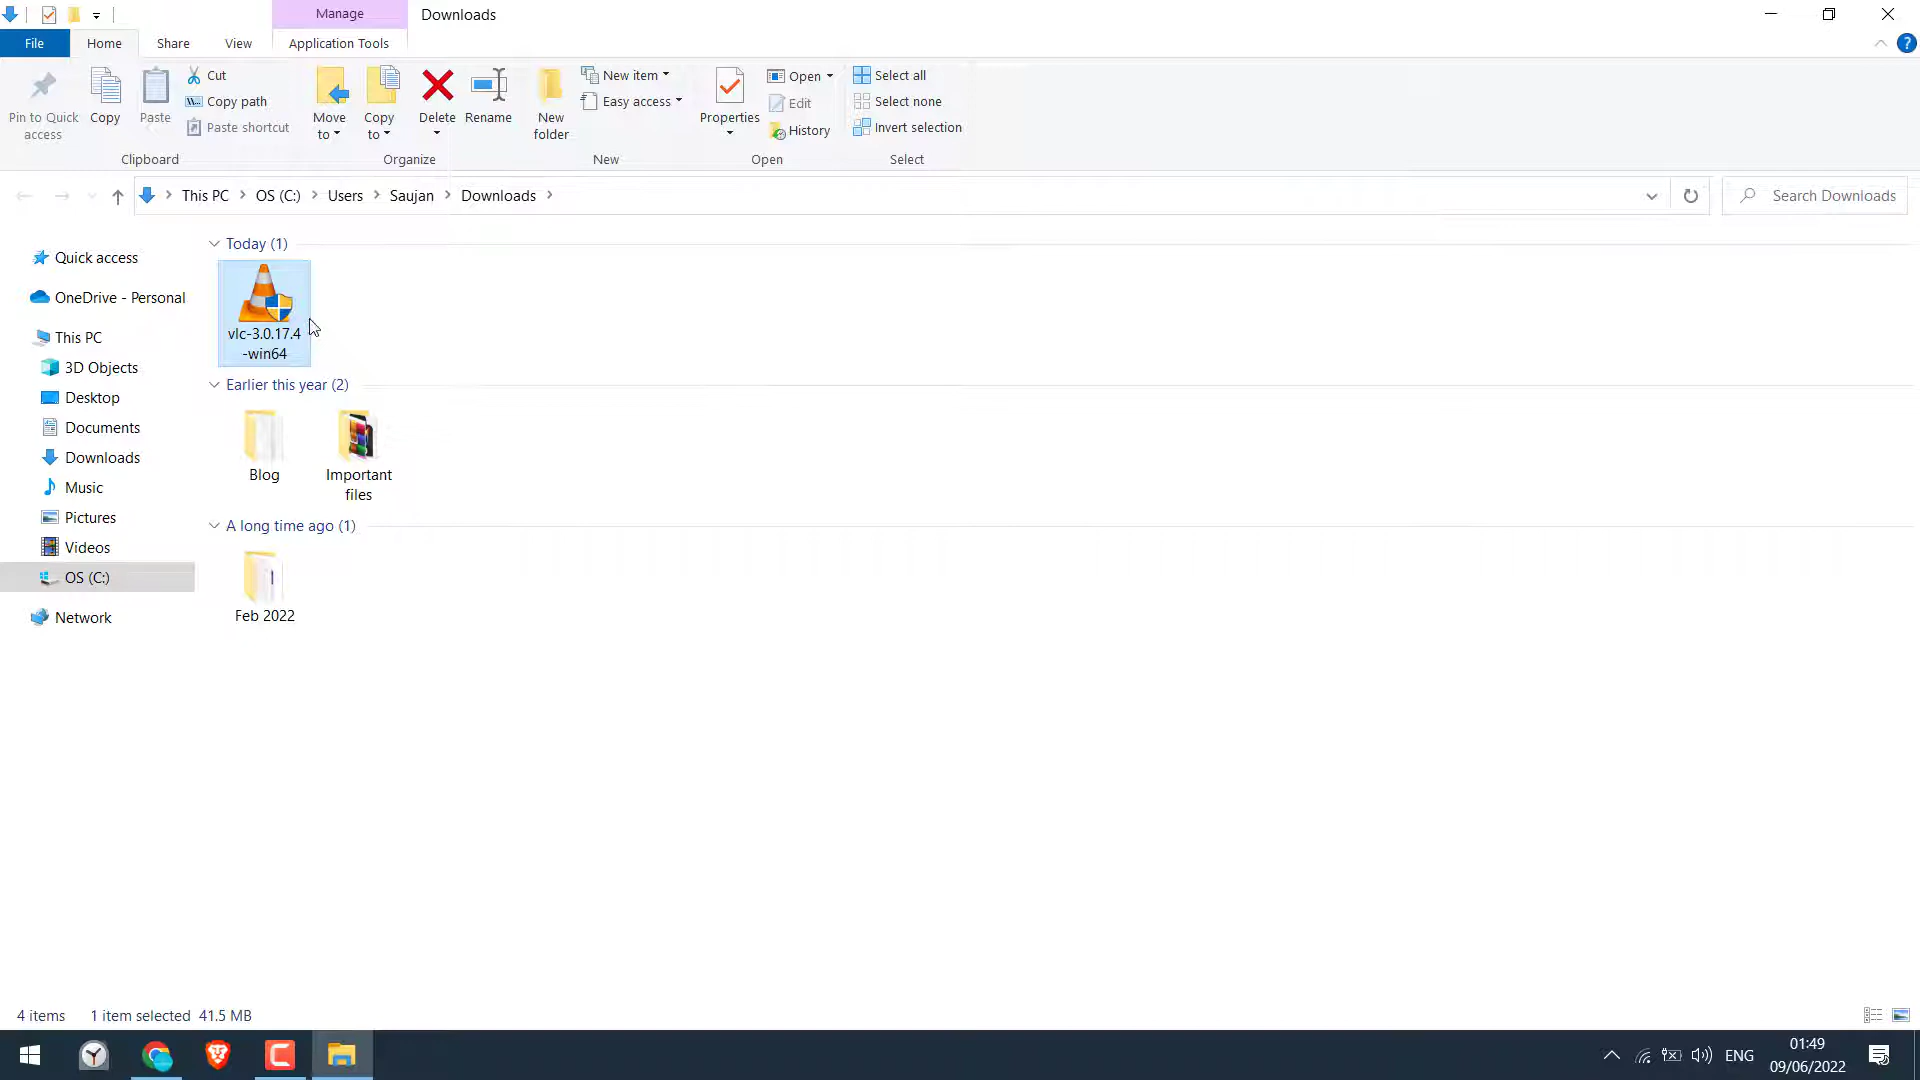 Manage
Downloads
File
Home
Share
View
Application Tools
Pin to Quick
access
Copy
Paste
Cut
Copy path
Paste shortcut
Clipboard
Move
to
Copy
to
Delete
Rename
Organize
New
folder
New item
Easy access
New
Properties
Open
Edit
History
Open
Select all
Select none
Invert selection
Select
This PC
OS (C:)
Users
Saujan
Downloads
Search Downloads
Quick access
OneDrive - Personal
This PC
3D Objects
Desktop
Documents
Downloads
Music
Pictures
Videos
OS (C:)
Network
Today (1)
vlc-3.0.17.4
-win64
Earlier this year (2)
Blog
Important
files
A long time ago (1)
Feb 2022
4 items
1 item selected 41.5 MB
ENG
01:49
09/06/2022